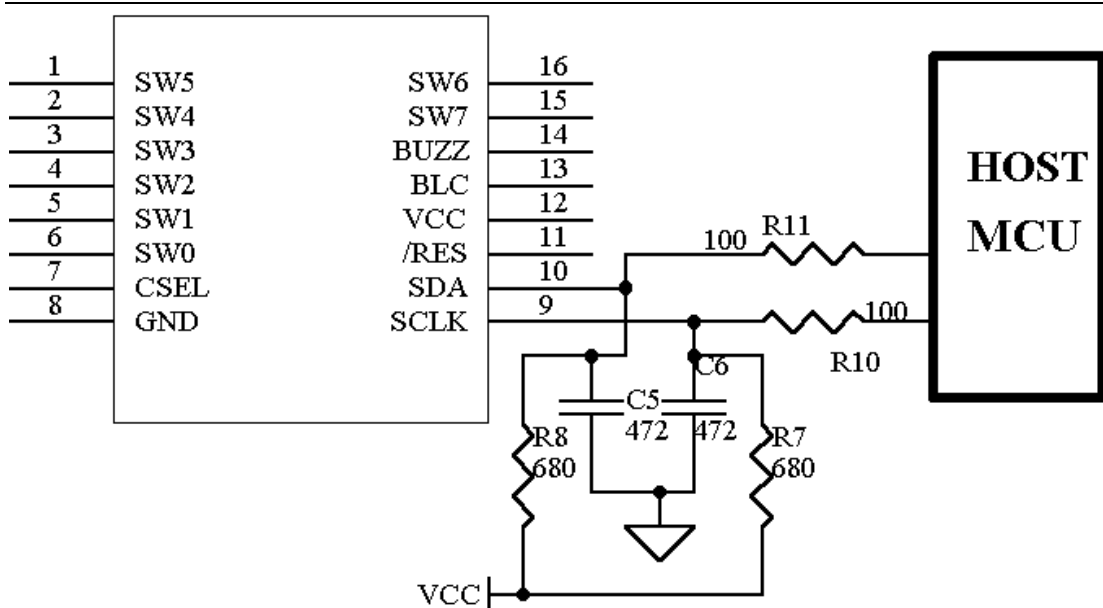 1 SW5 SW6 16
2 SW4 SW7 15
3 SW3 BUZZ 14
4 SW2 BLC 13
5 SW1 VCC 12
6 SW0 /RES 11
7 CSEL SDA 10
8 GND SCLK 9
100 R11
100
R10
HOST
MCU
C6
C5
472 472
R8
680
R7
680
VCC